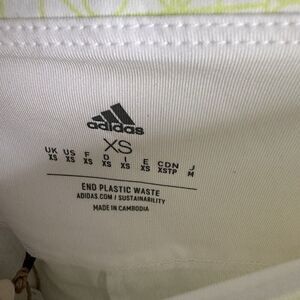 adidas
XS
UK US F D I E CDN J
XS XS XS XS XS XS XSTP M
END PLASTIC WASTE
ADIDAS.COM / SUSTAINABILITY
MADE IN CAMBODIA